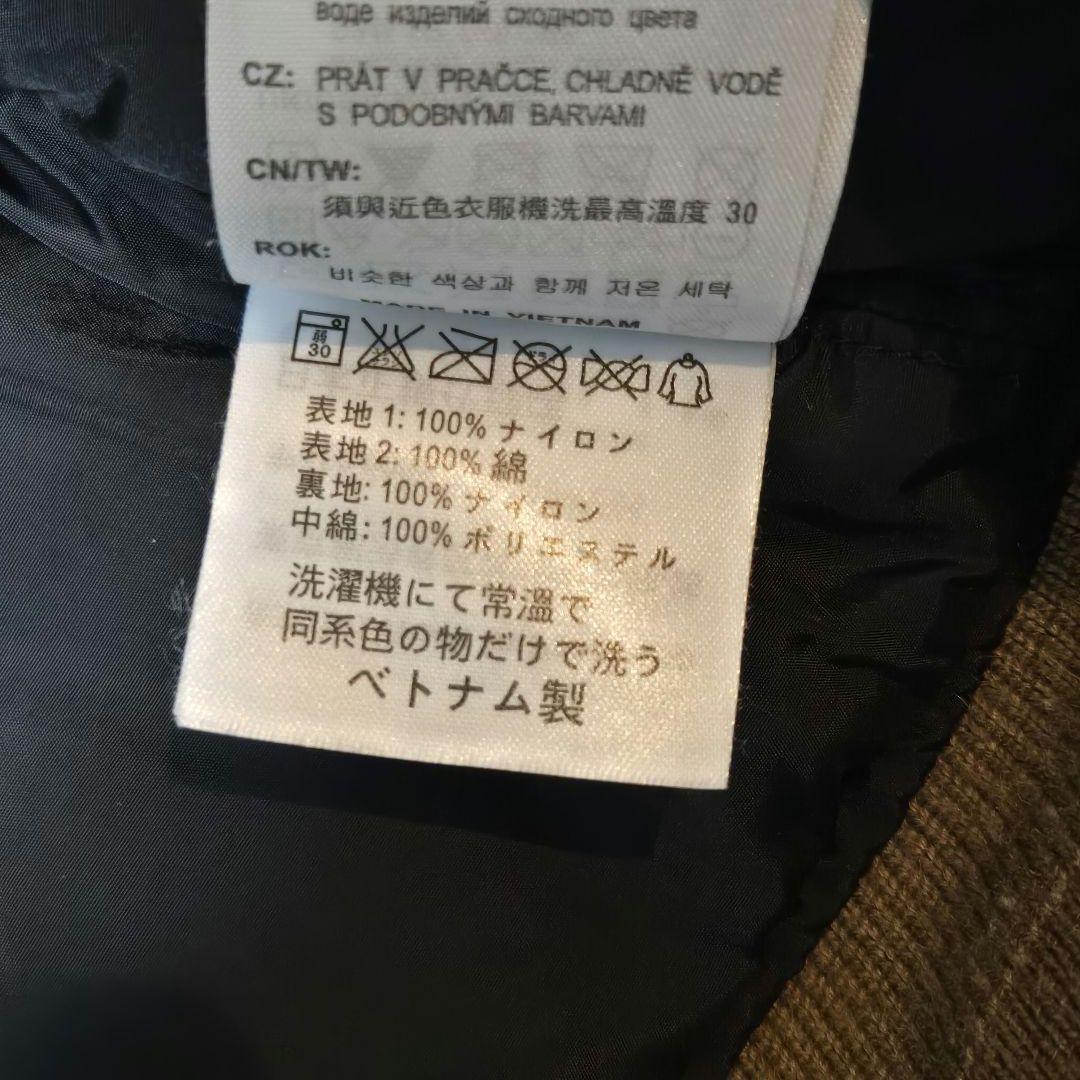 воде изделий сходного цвета
CZ: PRÁT V PRAČCE, CHLADNÉ VODĚ
S PODOBNÝMI BARVAMI
CN/TW:
須與近色衣服機洗最高溫度 30
ROK:
비슷한 색상과 함께 저온 세탁
MADE IN VIETNAM
弱
30
表地 1: 100% ナイロン
表地 2: 100% 綿
裏地: 100% ナイロン
中綿: 100% ポリエステル
洗濯機にて常温で
同系色の物だけで洗う
ベトナム製